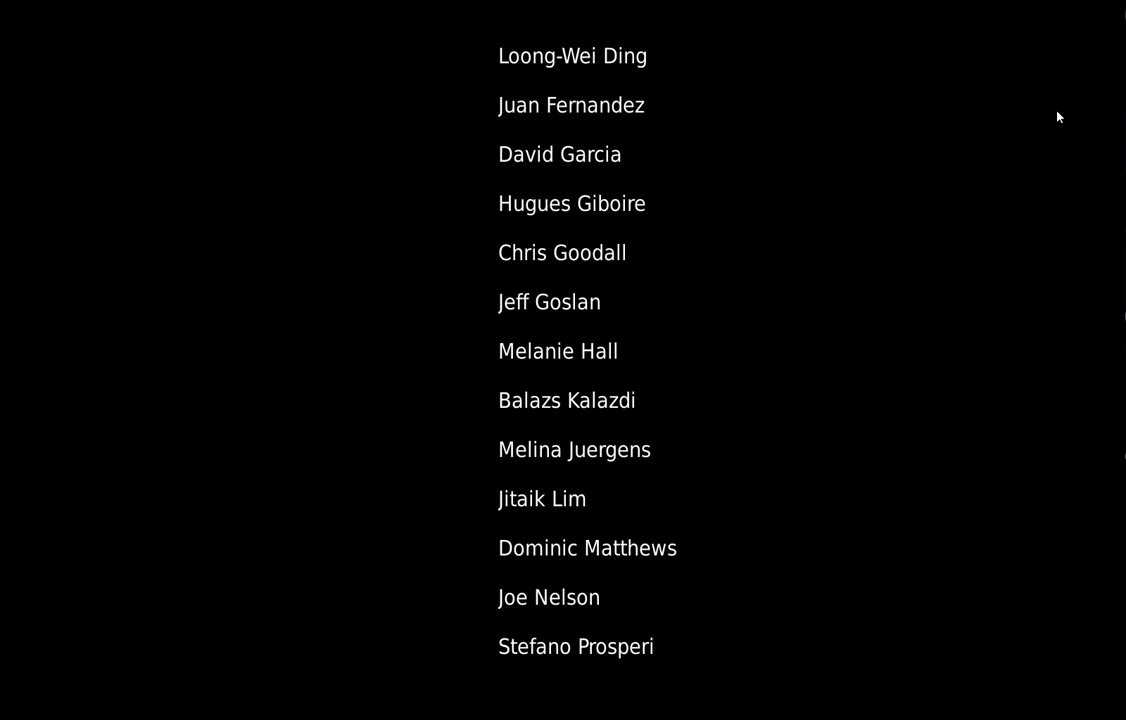 Loong-Wei Ding
Juan Fernandez
David Garcia
Hugues Giboire
Chris Goodall
Jeff Goslan
Melanie Hall
Balazs Kalazdi
Melina Juergens
Jitaik Lim
Dominic Matthews
Joe Nelson
Stefano Prosperi